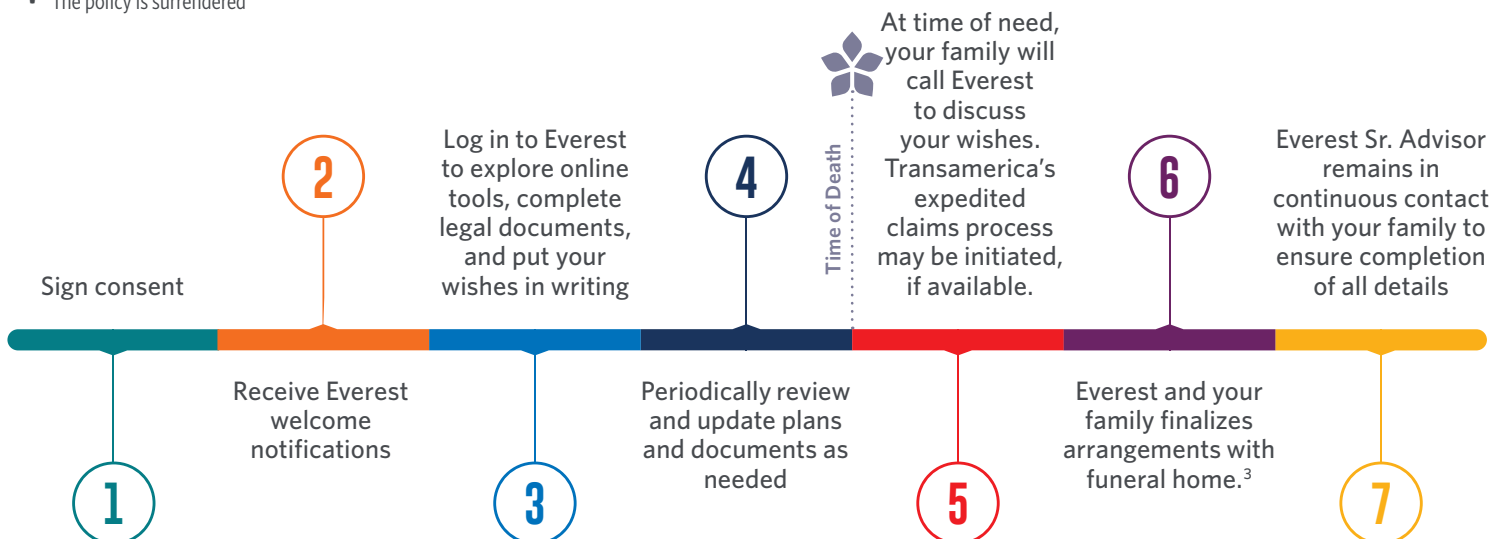 • The policy is surrendered
Sign consent
1
2
Receive Everest
welcome
notifications
Log in to Everest
to explore online
tools, complete
legal documents,
and put your
wishes in writing
3
4
Periodically review
and update plans
and documents as
needed
Time of Death
At time of need,
your family will
call Everest
to discuss
your wishes.
Transamerica’s
expedited
claims process
may be initiated,
if available.
5
6
Everest and your
family finalizes
arrangements with
funeral home.³
Everest Sr. Advisor
remains in
continuous contact
with your family to
ensure completion
of all details
7